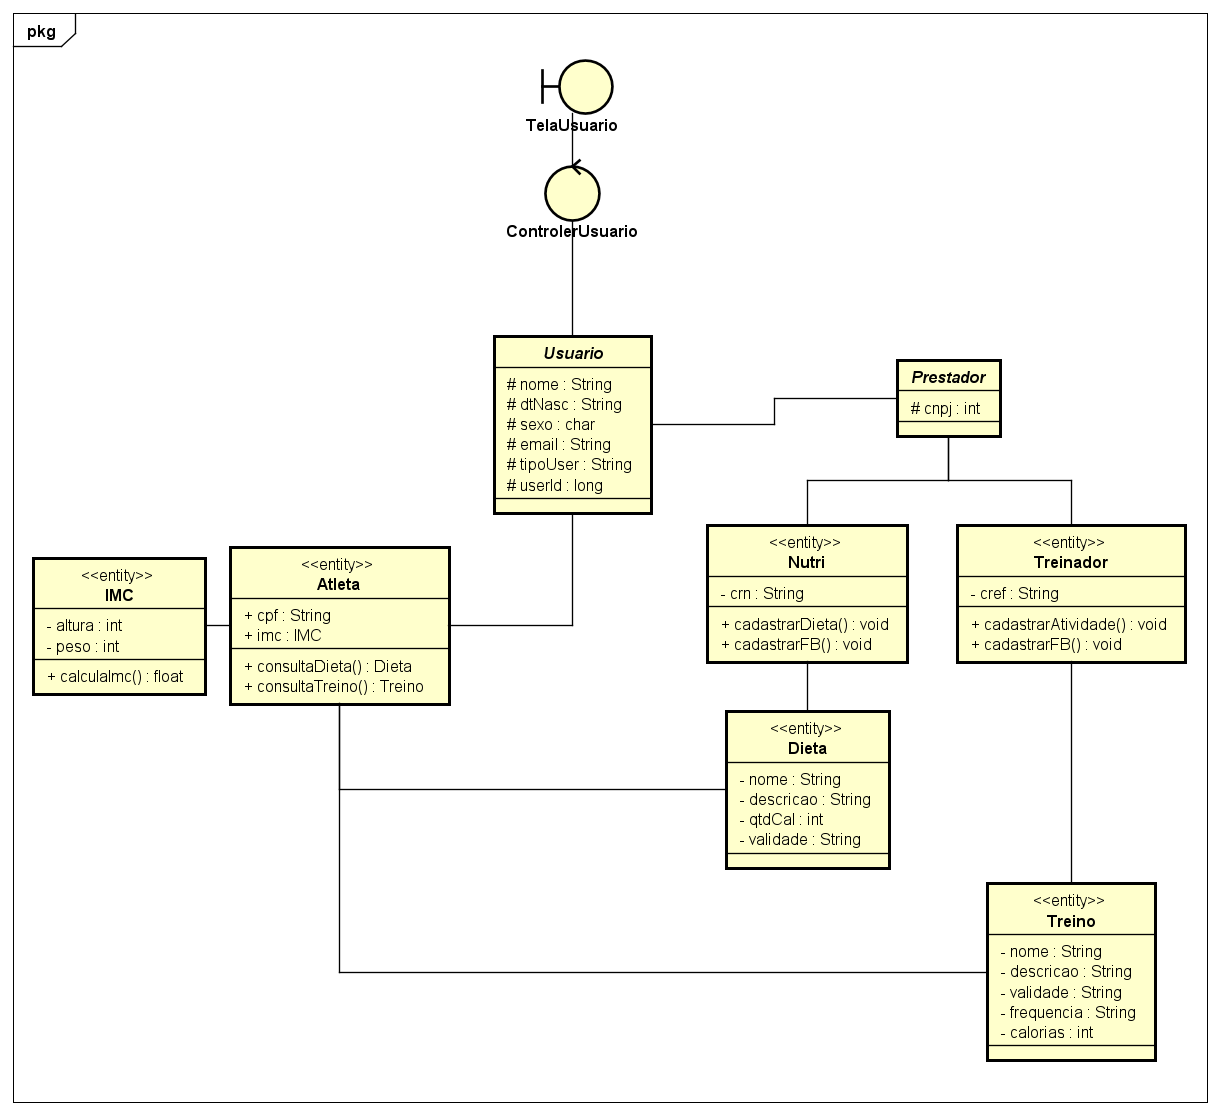 pkg
TelaUsuario
ControlerUsuario
Usuario
# nome : String
# dtNasc : String
# sexo : char
# email : String
# tipoUser : String
# userId : long
Prestador
# cnpj : int
<<entity>>
IMC
- altura : int
- peso : int
+ calculaImc() : float
<<entity>>
Atleta
+ cpf : String
+ imc : IMC
+ consultaDieta() : Dieta
+ consultaTreino() : Treino
<<entity>>
Nutri
- crn : String
+ cadastrarDieta() : void
+ cadastrarFB() : void
<<entity>>
Treinador
- cref : String
+ cadastrarAtividade() : void
+ cadastrarFB() : void
<<entity>>
Dieta
- nome : String
- descricao : String
- qtdCal : int
- validade : String
<<entity>>
Treino
- nome : String
- descricao : String
- validade : String
- frequencia : String
- calorias : int